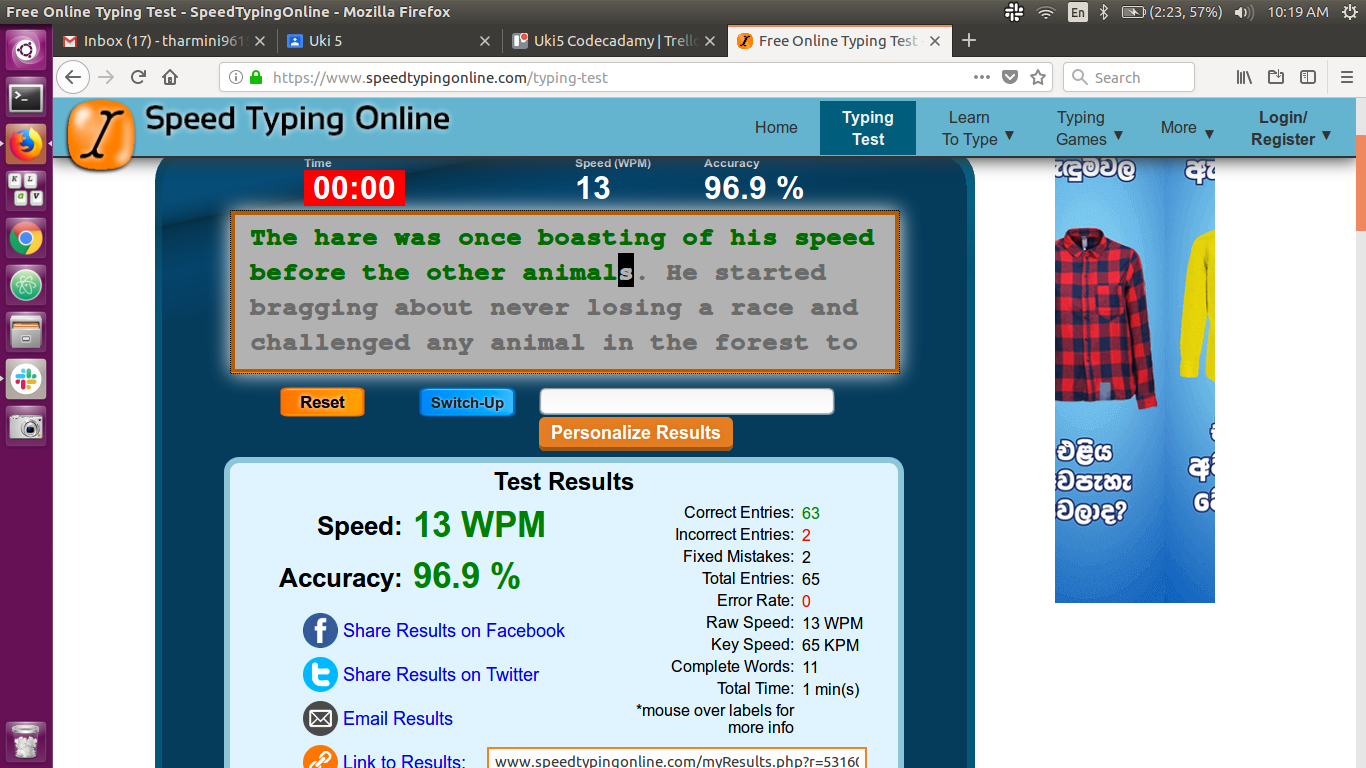 Free Online Typing Test - SpeedTypingOnline - Mozilla Firefox
En
(2:23, 57%)
10:19 AM
Inbox (17) - tharmini961
Uki 5
Uki5 Codecadamy | Trello
Free Online Typing Test -
https://www.speedtypingonline.com/typing-test
Search
Speed Typing Online
Home
Typing Test
Learn To Type
Typing Games
More
Login/ Register
Time
Speed (WPM)
Accuracy
00:00
13
96.9 %
The hare was once boasting of his speed
before the other animals. He started
bragging about never losing a race and
challenged any animal in the forest to
Reset
Switch-Up
Personalize Results
Test Results
Speed: 13 WPM
Accuracy: 96.9 %
Share Results on Facebook
Share Results on Twitter
Email Results
Link to Results:
www.speedtypingonline.com/myResults.php?r=53160
Correct Entries: 63
Incorrect Entries: 2
Fixed Mistakes: 2
Total Entries: 65
Error Rate: 0
Raw Speed: 13 WPM
Key Speed: 65 KPM
Complete Words: 11
Total Time: 1 min(s)
*mouse over labels for
more info
K L
a V
එළිය